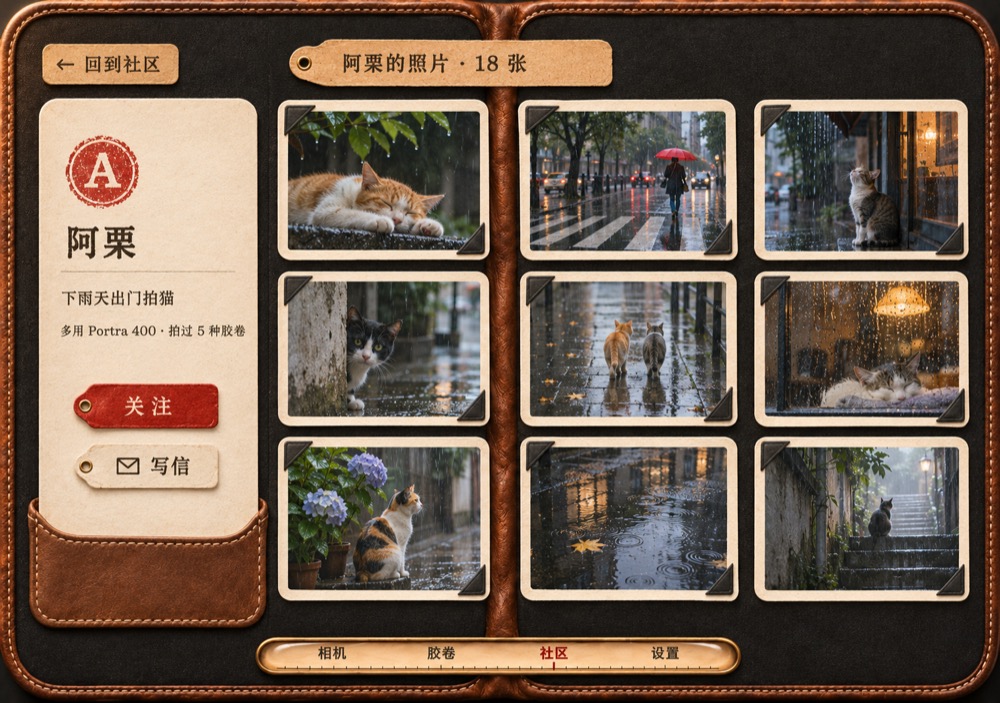 ← 回到社区
阿栗的照片 · 18 张
A
阿栗
下雨天出门拍猫
多用 Portra 400 · 拍过 5 种胶卷
关注
写信
相机
胶卷
社区
设置